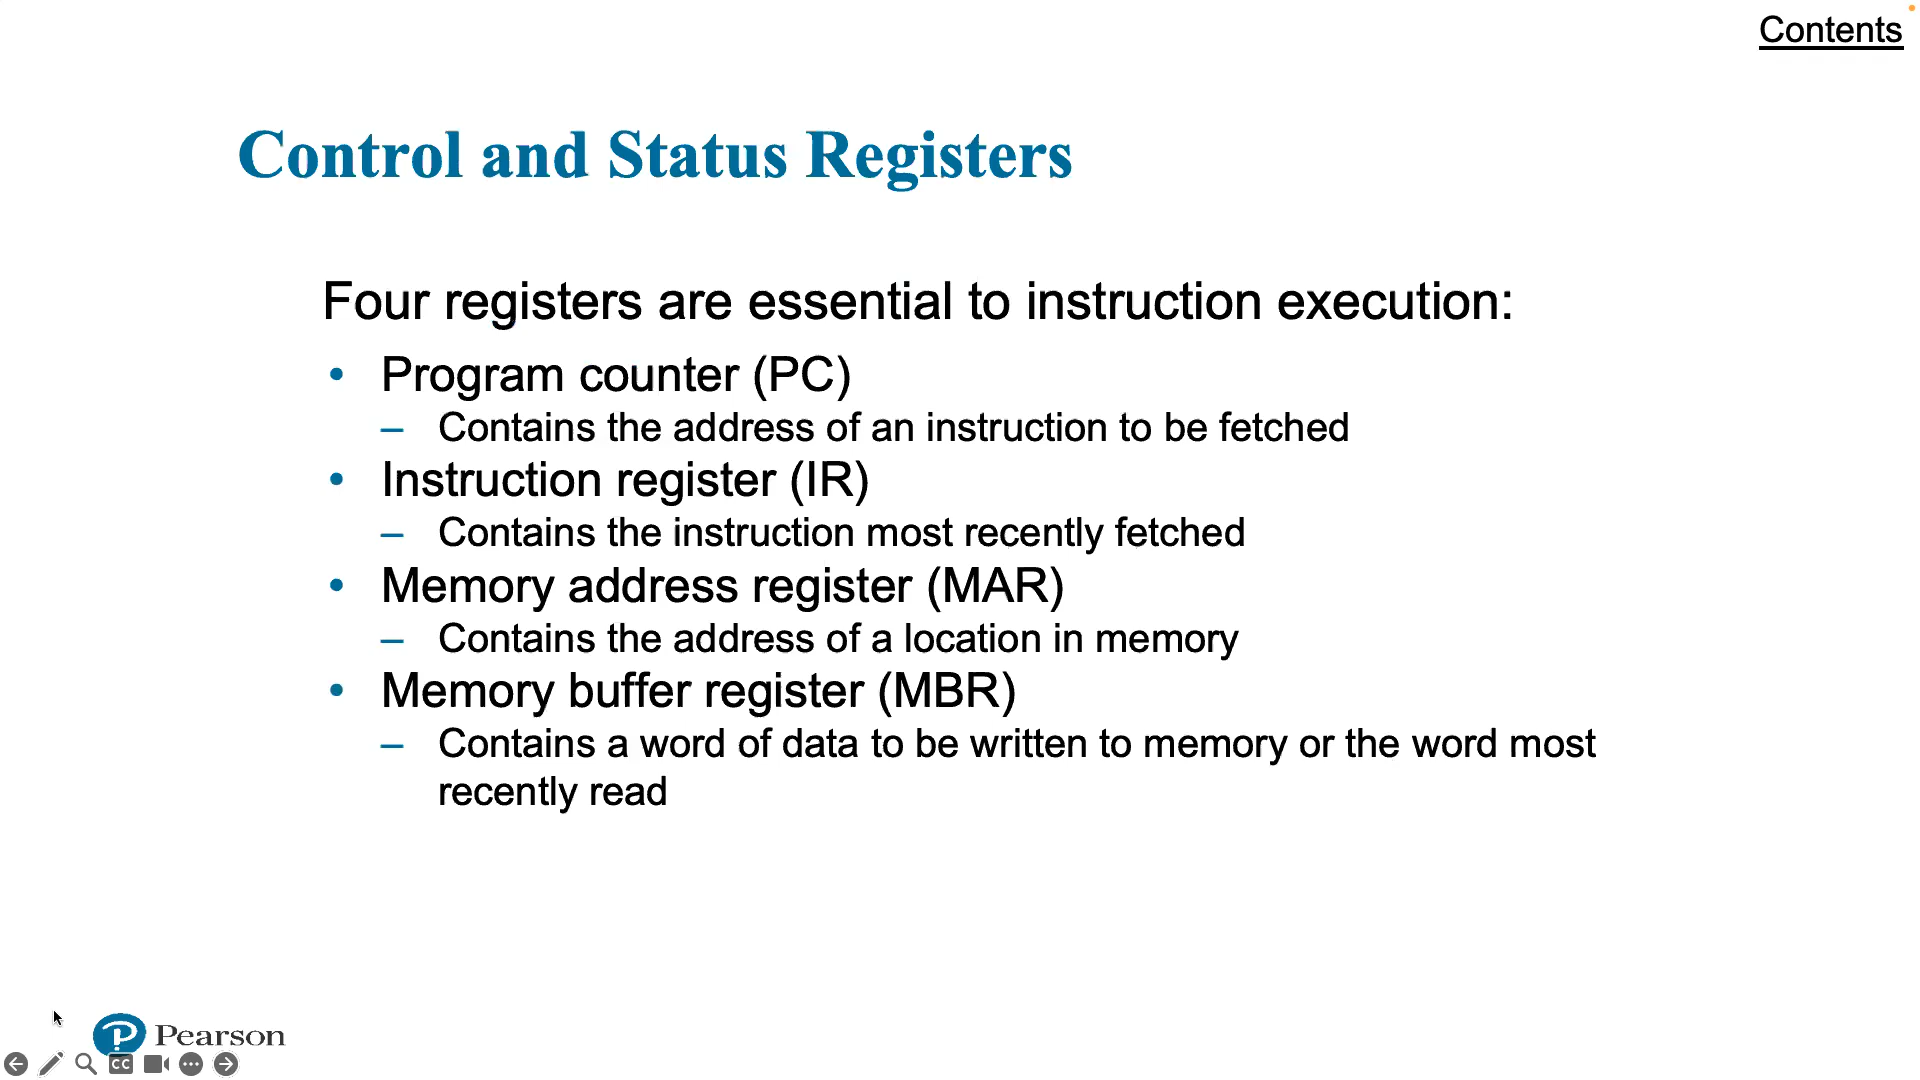 Contents
Control and Status Registers
Four registers are essential to instruction execution:
• Program counter (PC)
– Contains the address of an instruction to be fetched
• Instruction register (IR)
– Contains the instruction most recently fetched
• Memory address register (MAR)
– Contains the address of a location in memory
• Memory buffer register (MBR)
– Contains a word of data to be written to memory or the word most
recently read
P Pearson
CC